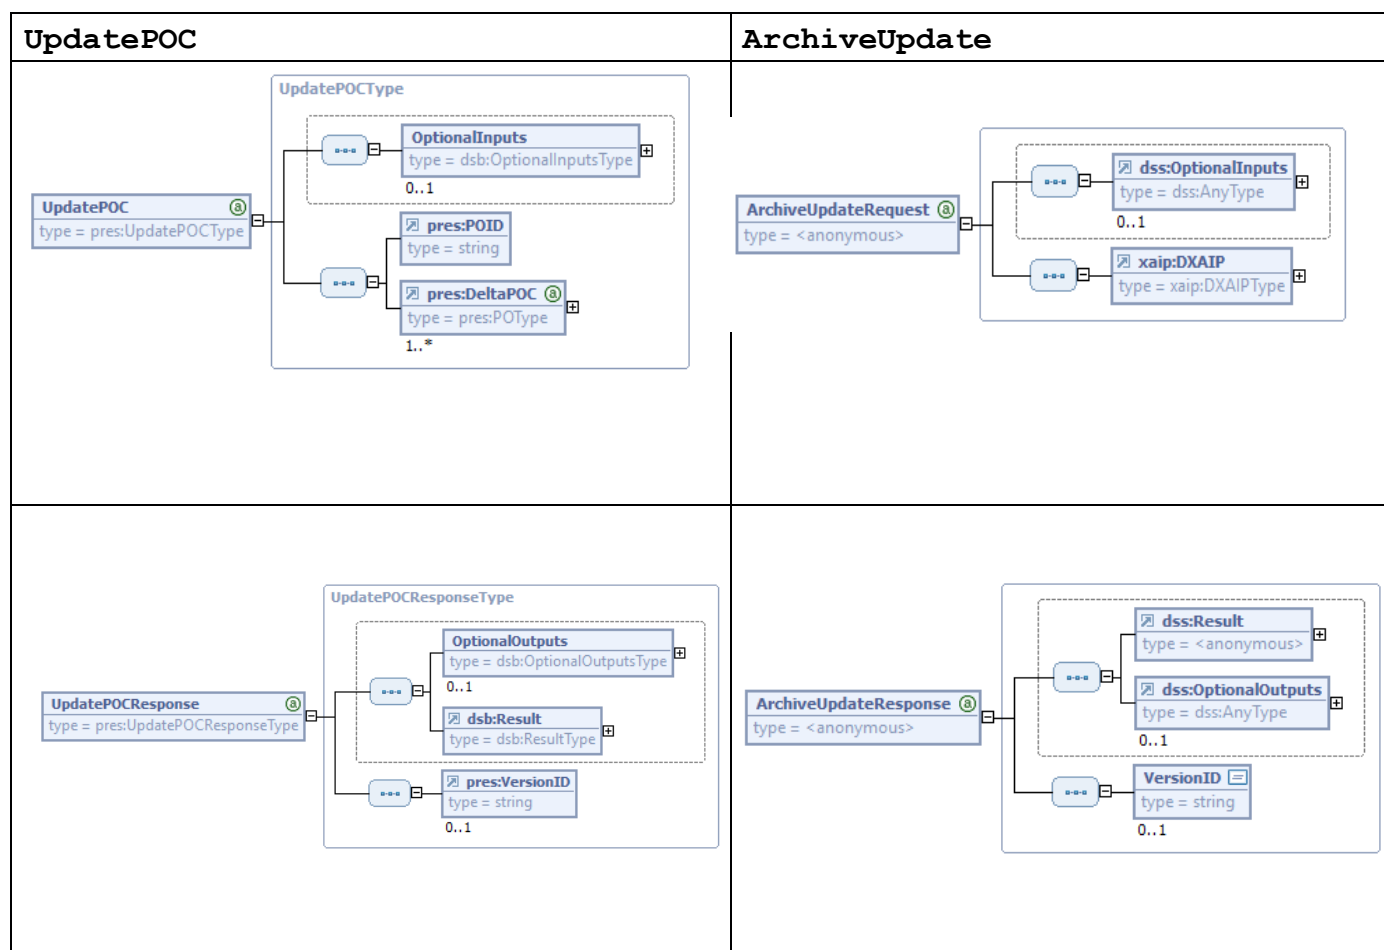 UpdatePOC
ArchiveUpdate
UpdatePOCType
OptionalInputs
type = dsb:OptionalInputsType
0..1
UpdatePOC
type = pres:UpdatePOCType
pres:POID
type = string
pres:DeltaPOC
type = pres:POType
1..*
dss:OptionalInputs
type = dss:AnyType
0..1
ArchiveUpdateRequest
type = <anonymous>
xaip:DXAIP
type = xaip:DXAIPType
UpdatePOCResponseType
OptionalOutputs
type = dsb:OptionalOutputsType
0..1
UpdatePOCResponse
type = pres:UpdatePOCResponseType
dsb:Result
type = dsb:ResultType
pres:VersionID
type = string
0..1
dss:Result
type = <anonymous>
ArchiveUpdateResponse
type = <anonymous>
dss:OptionalOutputs
type = dss:AnyType
0..1
VersionID
type = string
0..1